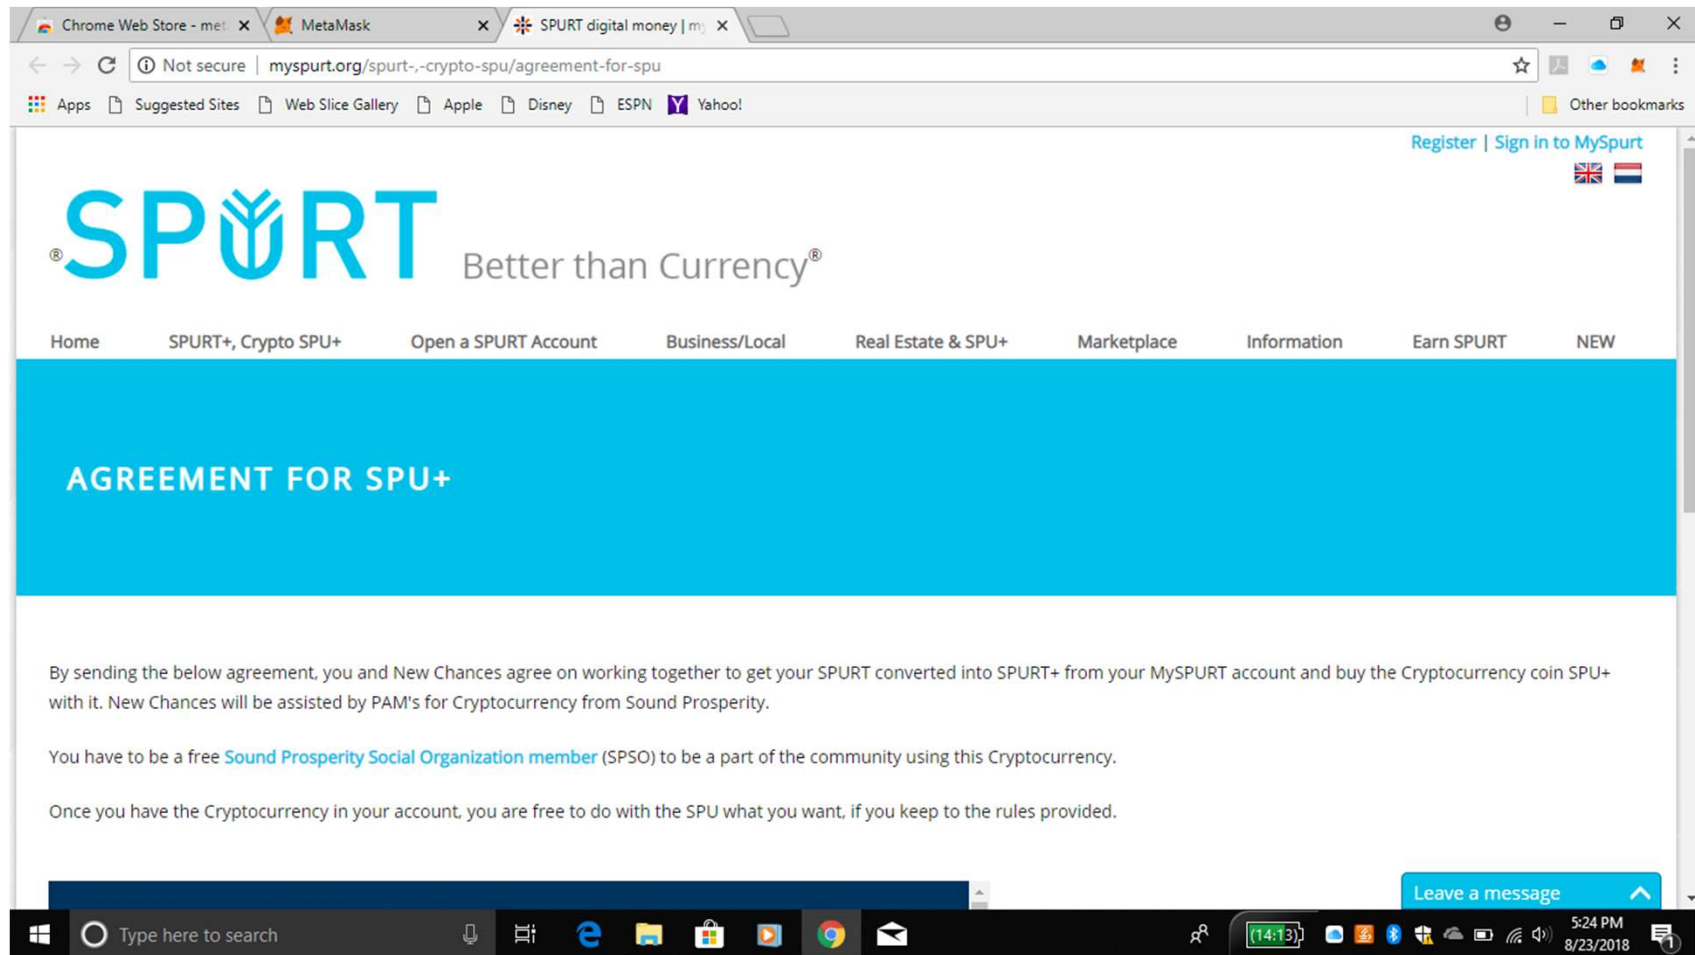 Chrome Web Store - met
MetaMask
SPURT digital money | my
Not secure | myspurt.org/spurt-,-crypto-spu/agreement-for-spu
Apps Suggested Sites Web Slice Gallery Apple Disney ESPN Yahoo! Other bookmarks
Register | Sign in to MySpurt
®SPURT Better than Currency®
Home SPURT+, Crypto SPU+ Open a SPURT Account Business/Local Real Estate & SPU+ Marketplace Information Earn SPURT NEW
AGREEMENT FOR SPU+
By sending the below agreement, you and New Chances agree on working together to get your SPURT converted into SPURT+ from your MySPURT account and buy the Cryptocurrency coin SPU+
with it. New Chances will be assisted by PAM's for Cryptocurrency from Sound Prosperity.
You have to be a free Sound Prosperity Social Organization member (SPSO) to be a part of the community using this Cryptocurrency.
Once you have the Cryptocurrency in your account, you are free to do with the SPU what you want, if you keep to the rules provided.
Leave a message
Type here to search
(14:13)
5:24 PM
8/23/2018
1